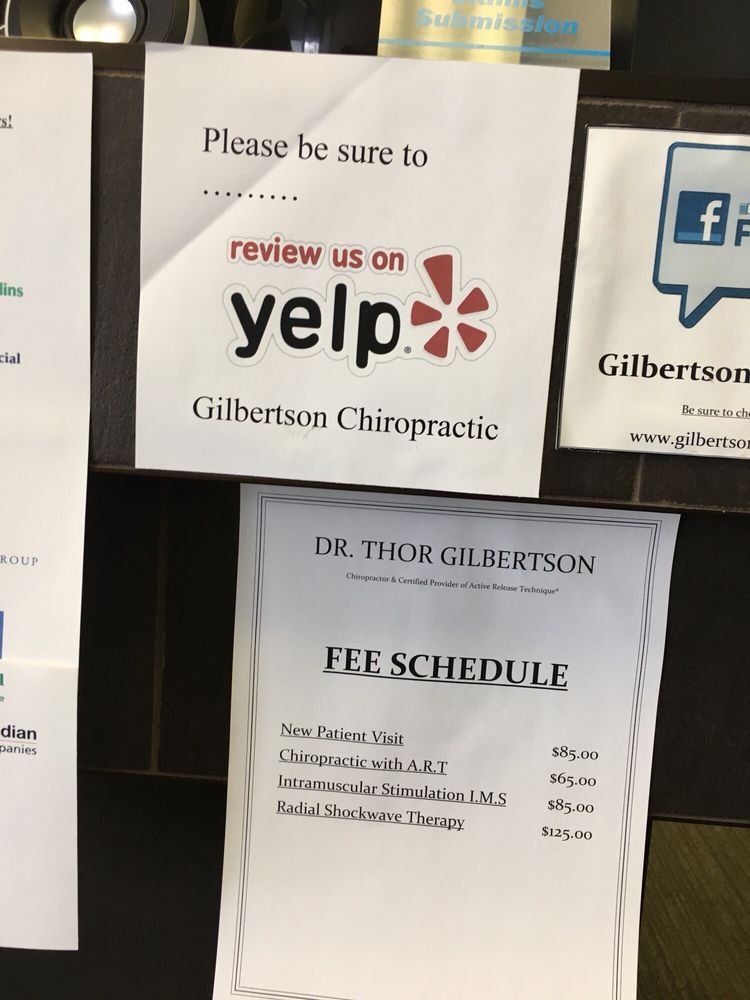 Claims
Submission
s!
lins
cial
ROUP
dian
panies
Please be sure to
.........
review us on
yelp
Gilbertson Chiropractic
f
Gilbertson
Be sure to
www.gilbertson
DR. THOR GILBERTSON
Chiropractor & Certified Provider of Active Release Technique*
FEE SCHEDULE
New Patient Visit $85.00
Chiropractic with A.R.T $65.00
Intramuscular Stimulation I.M.S $85.00
Radial Shockwave Therapy $125.00